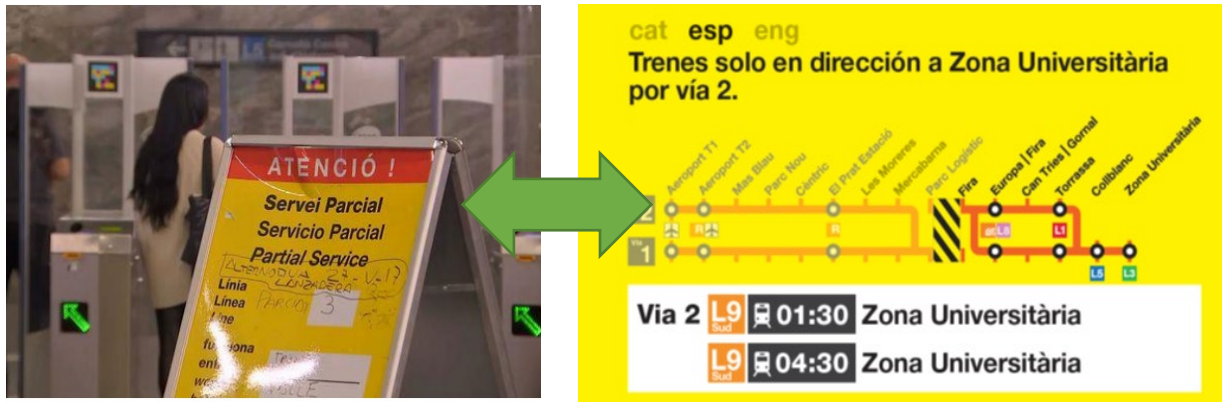 L5
ATENCIÓ !
Servei Parcial
Servicio Parcial
Partial Service
ALTERNATIVA
LANZADERA
Línia
Línea
3
cat esp eng
Trenes solo en dirección a Zona Universitària
por vía 2.
Aeroport T1
Aeroport T2
Mas Blau
Parc Nou
Cèntric
El Prat Estació
Les Moreres
Mercabarna
Parc Logístic
Fira
Europa | Fira
Can Tries | Gornal
Torrassa
Collblanc
Zona Universitària
2
R R L8 L1
Via
1
L5 L3
Via 2 L9 Sud 01:30 Zona Universitària
L9 Sud 04:30 Zona Universitària